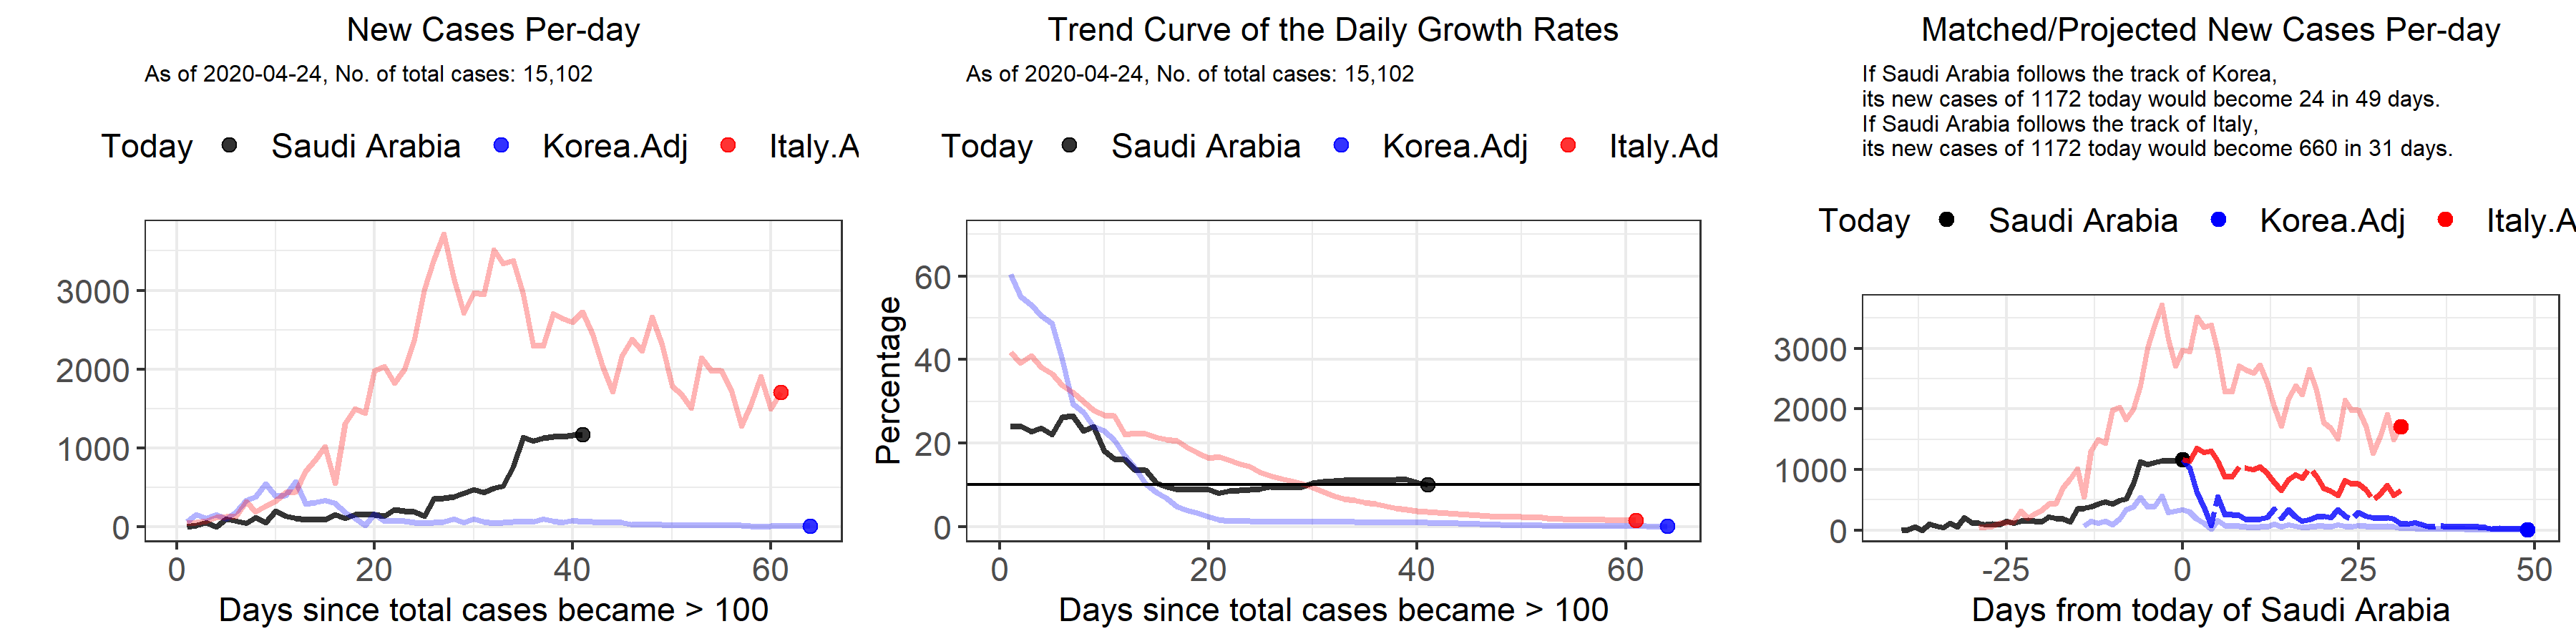 New Cases Per-day
As of 2020-04-24, No. of total cases: 15,102
Today Saudi Arabia Korea.Adj Italy.A
3000
2000
1000
0
0 20 40 60
Days since total cases became > 100
Trend Curve of the Daily Growth Rates
As of 2020-04-24, No. of total cases: 15,102
Today Saudi Arabia Korea.Adj Italy.Ad
Percentage
60
40
20
0
0 20 40 60
Days since total cases became > 100
Matched/Projected New Cases Per-day
If Saudi Arabia follows the track of Korea,
its new cases of 1172 today would become 24 in 49 days.
If Saudi Arabia follows the track of Italy,
its new cases of 1172 today would become 660 in 31 days.
Today Saudi Arabia Korea.Adj Italy.A
3000
2000
1000
0
-25 0 25 50
Days from today of Saudi Arabia